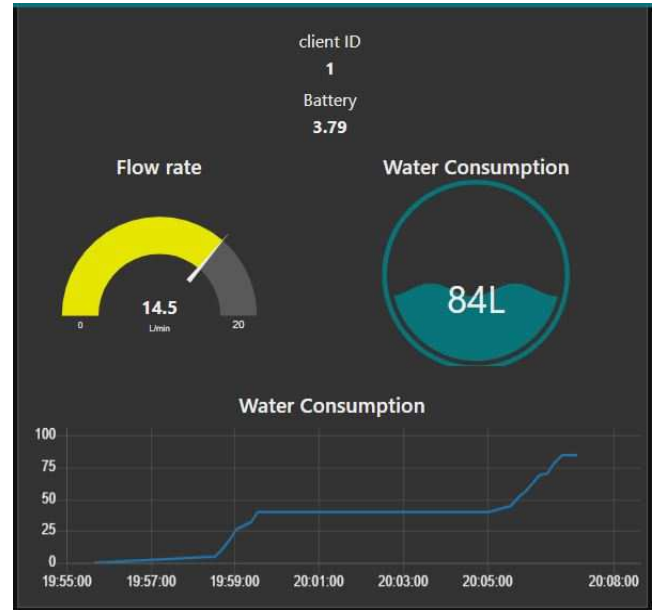 client ID
1
Battery
3.79
Flow rate
Water Consumption
14.5
L/min
0
20
84L
Water Consumption
100
75
50
25
0
19:55:00 19:57:00 19:59:00 20:01:00 20:03:00 20:05:00 20:08:00